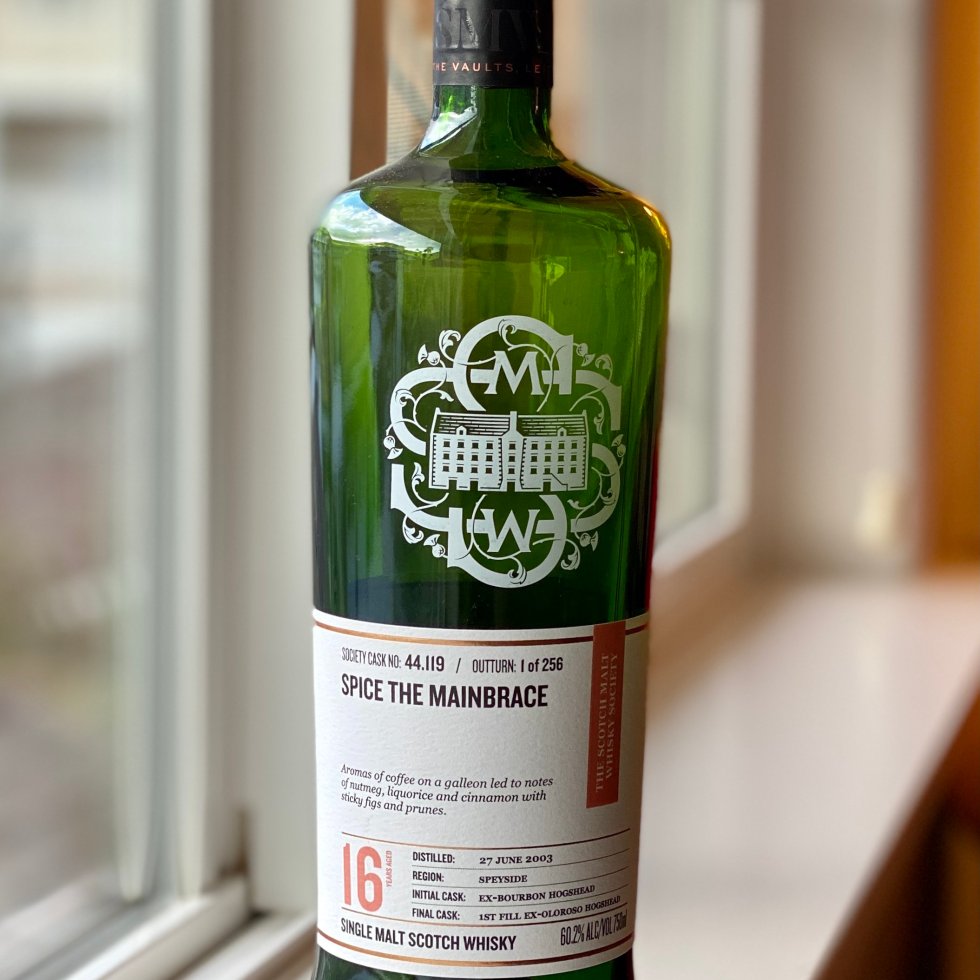 SMW
THE VAULTS, LE
M
W
SOCIETY CASK NO: 44.119 / OUTTURN: 1 of 256
SPICE THE MAINBRACE
THE SCOTCH MALT
WHISKY SOCIETY
Aromas of coffee on a galleon led to notes
of nutmeg, liquorice and cinnamon with
sticky figs and prunes.
16 YEARS AGED
DISTILLED: 27 JUNE 2003
REGION: SPEYSIDE
INITIAL CASK: EX-BOURBON HOGSHEAD
FINAL CASK: 1ST FILL EX-OLOROSO HOGSHEAD
SINGLE MALT SCOTCH WHISKY 60.2% ALC/VOL 750ml